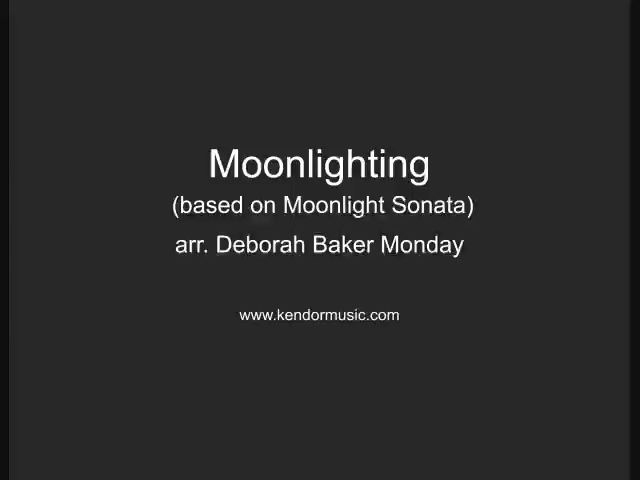 Moonlighting
(based on Moonlight Sonata)
arr. Deborah Baker Monday
www.kendormusic.com